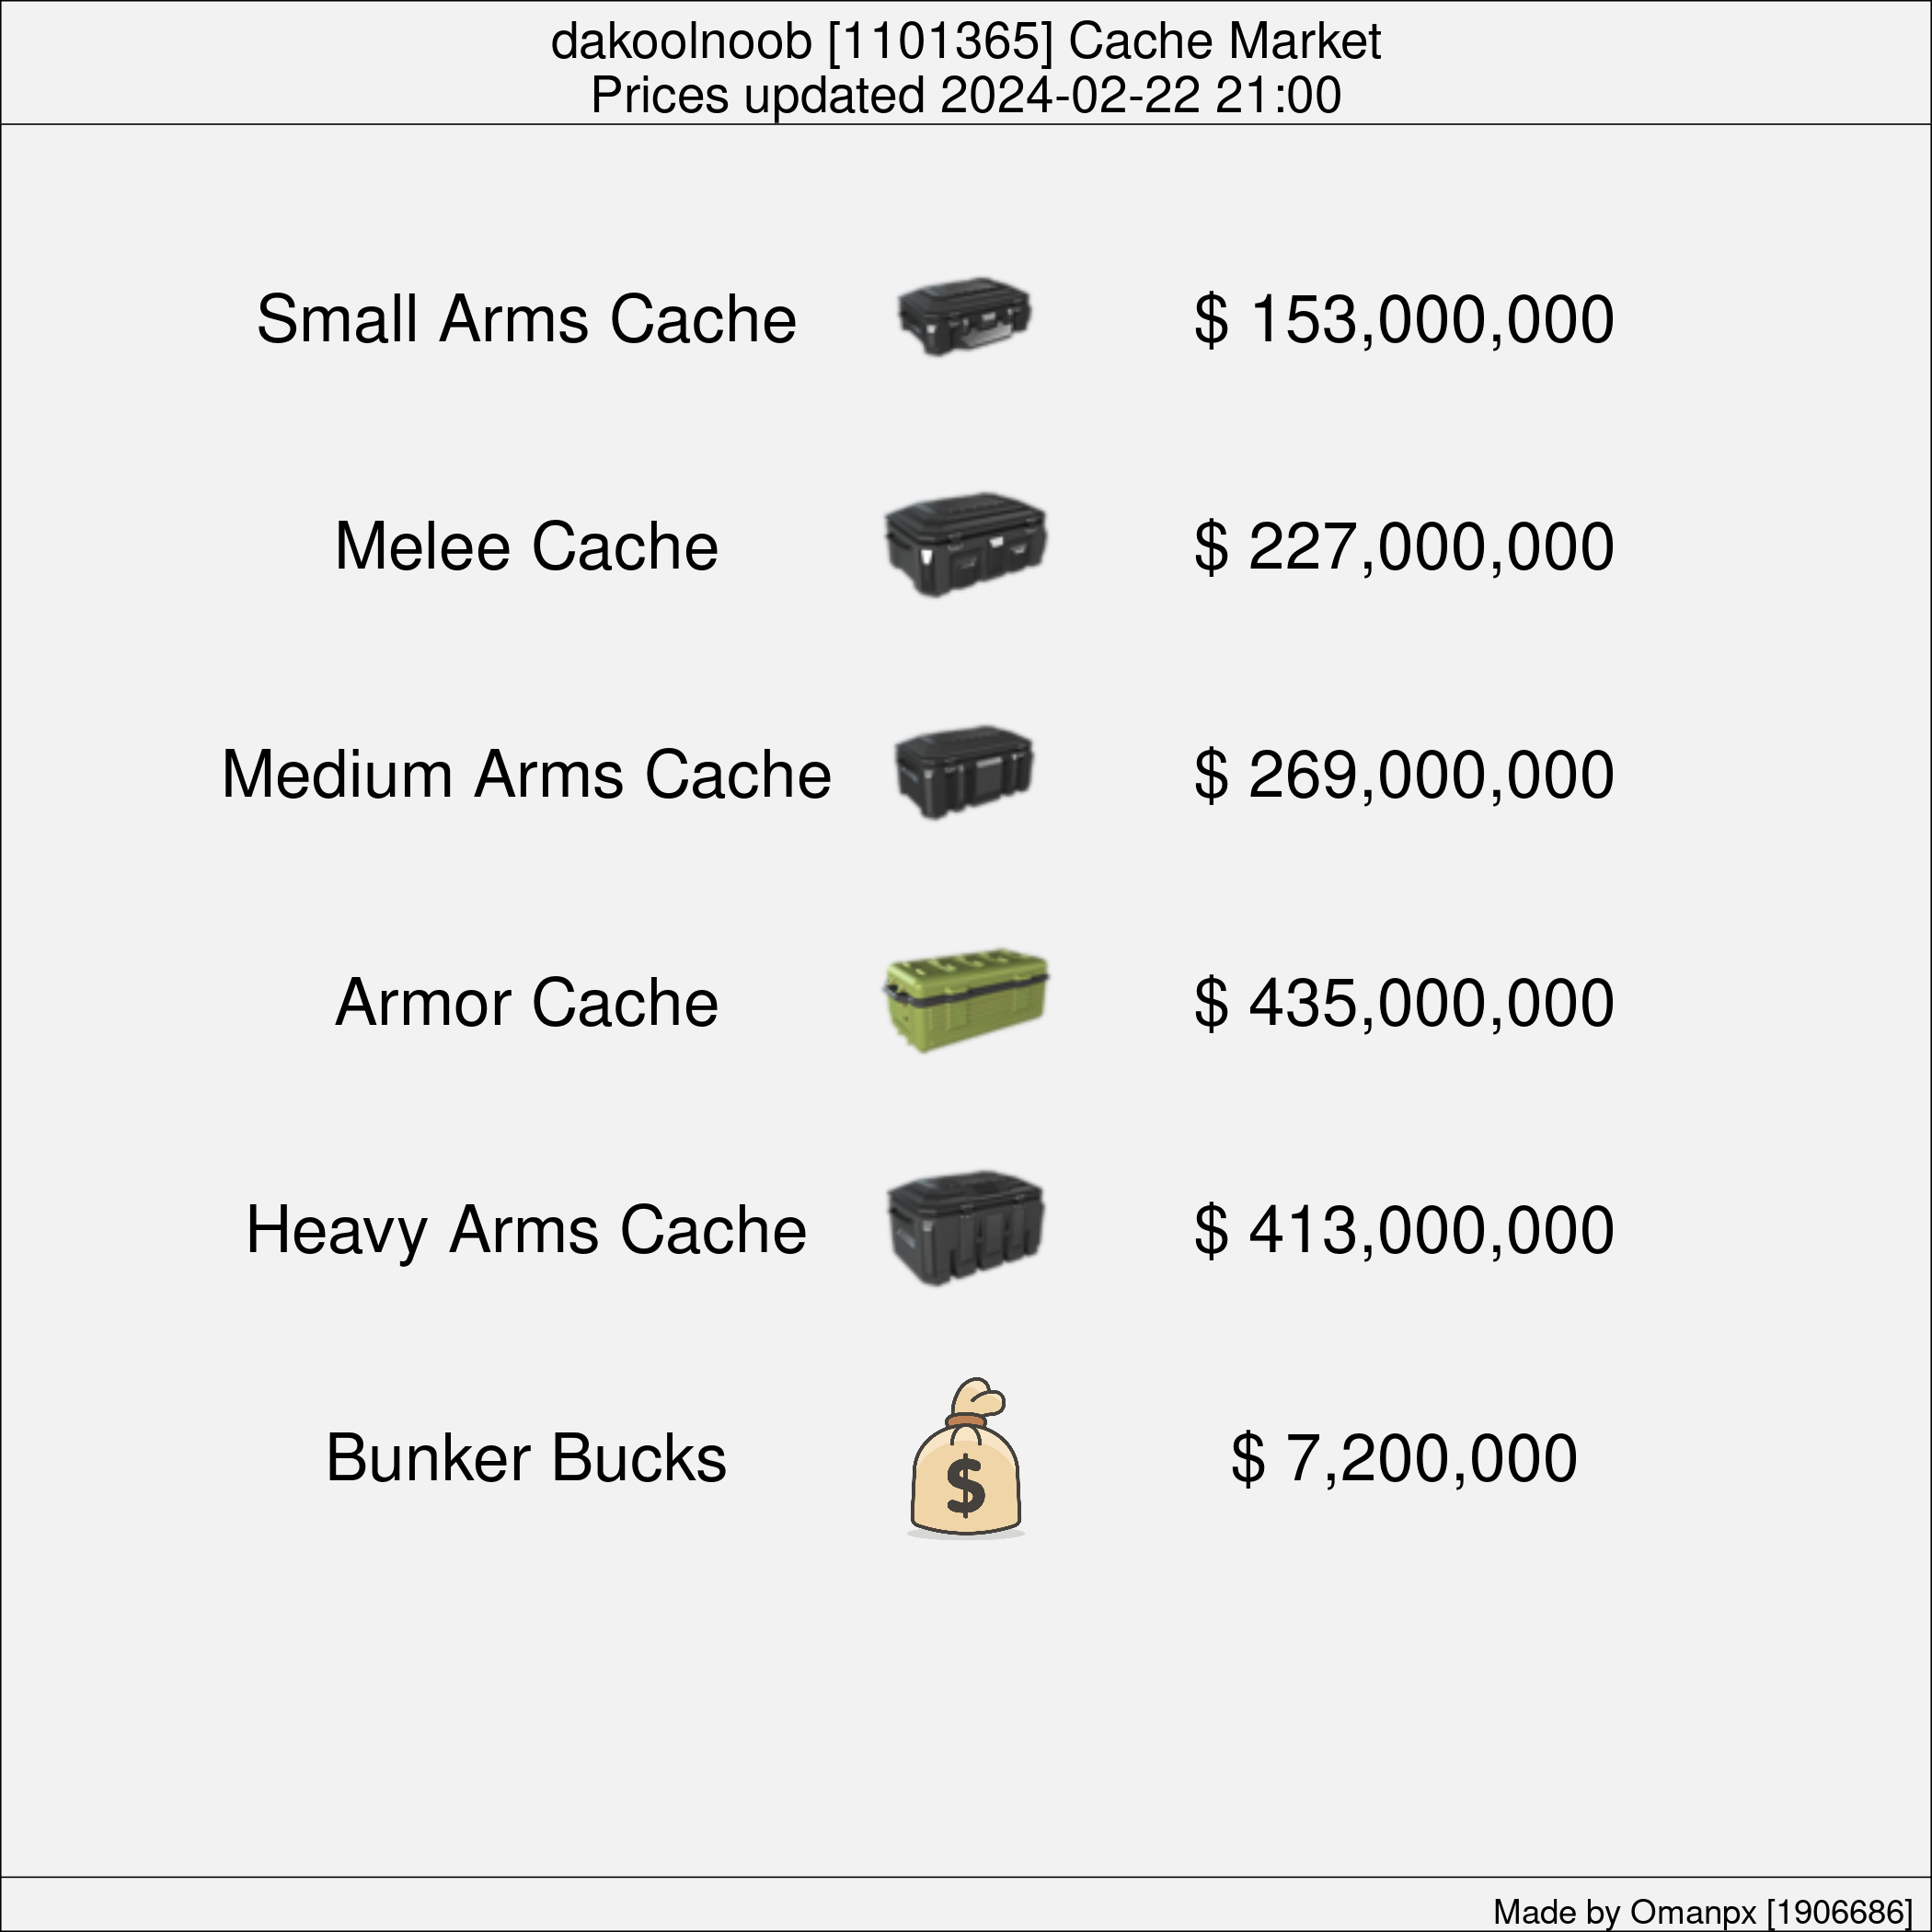 dakoolnoob [1101365] Cache Market
Prices updated 2024-02-22 21:00
Small Arms Cache $ 153,000,000
Melee Cache $ 227,000,000
Medium Arms Cache $ 269,000,000
Armor Cache $ 435,000,000
Heavy Arms Cache $ 413,000,000
Bunker Bucks $ $ 7,200,000
Made by Omanpx [1906686]